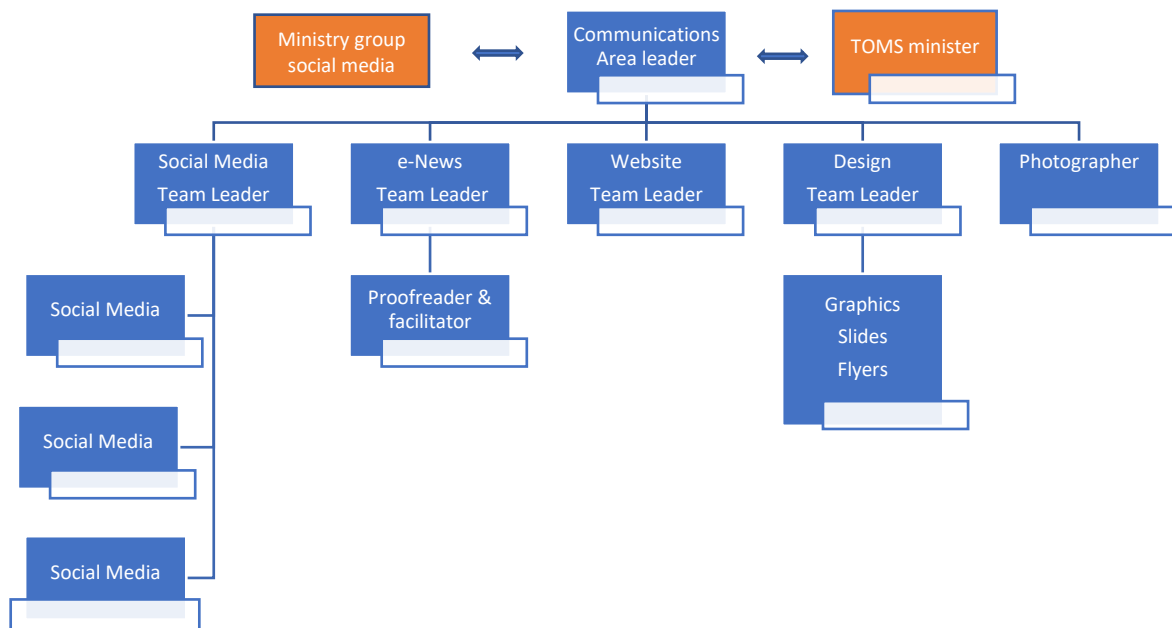 Ministry group
social media
Communications
Area leader
TOMS minister
Social Media
Team Leader
e-News
Team Leader
Website
Team Leader
Design
Team Leader
Photographer
Social Media
Proofreader &
facilitator
Graphics
Slides
Flyers
Social Media
Social Media